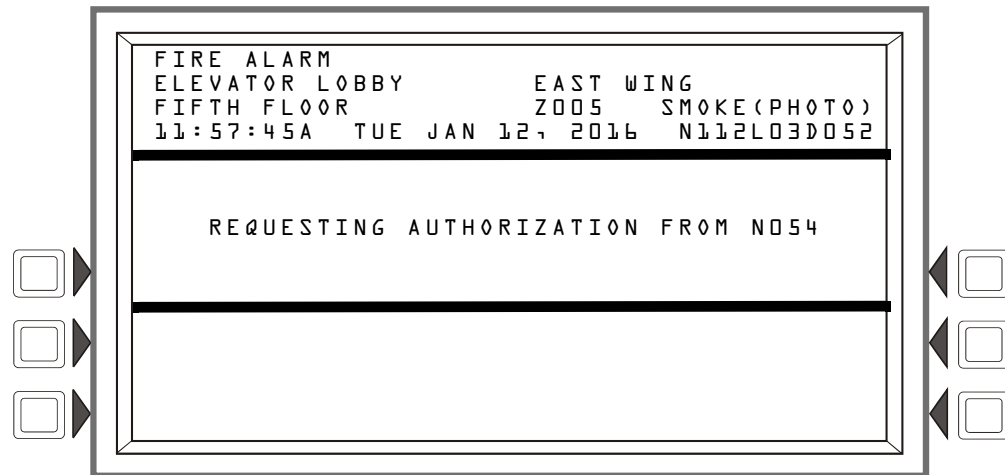 FIRE ALARM
ELEVATOR LOBBY EAST WING
FIFTH FLOOR Z005 SMOKE(PHOTO)
11:57:45A TUE JAN 12, 2016 N112L03D052
REQUESTING AUTHORIZATION FROM N054